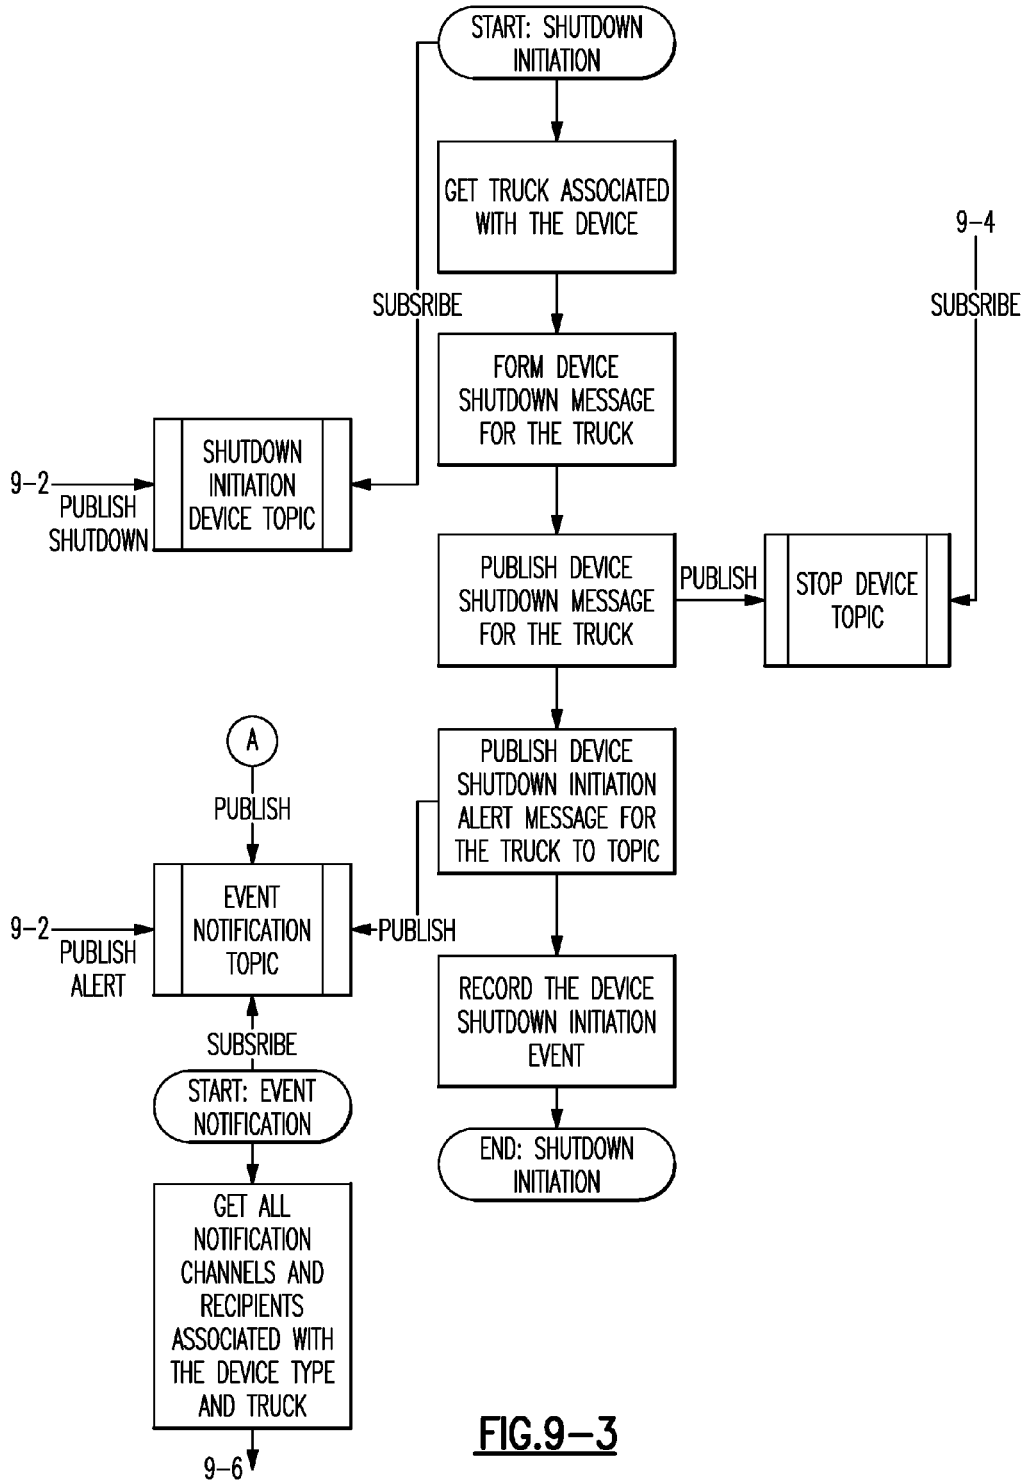 START: SHUTDOWN
INITIATION
GET TRUCK ASSOCIATED
WITH THE DEVICE
9-4
SUBSRIBE
SUBSRIBE
FORM DEVICE
SHUTDOWN MESSAGE
FOR THE TRUCK
9-2
PUBLISH
SHUTDOWN
SHUTDOWN
INITIATION
DEVICE TOPIC
PUBLISH DEVICE
SHUTDOWN MESSAGE
FOR THE TRUCK
PUBLISH
STOP DEVICE
TOPIC
A
PUBLISH
PUBLISH DEVICE
SHUTDOWN INITIATION
ALERT MESSAGE FOR
THE TRUCK TO TOPIC
9-2
PUBLISH
ALERT
EVENT
NOTIFICATION
TOPIC
PUBLISH
RECORD THE DEVICE
SHUTDOWN INITIATION
EVENT
SUBSRIBE
START: EVENT
NOTIFICATION
END: SHUTDOWN
INITIATION
GET ALL
NOTIFICATION
CHANNELS AND
RECIPIENTS
ASSOCIATED WITH
THE DEVICE TYPE
AND TRUCK
9-6
FIG.9-3